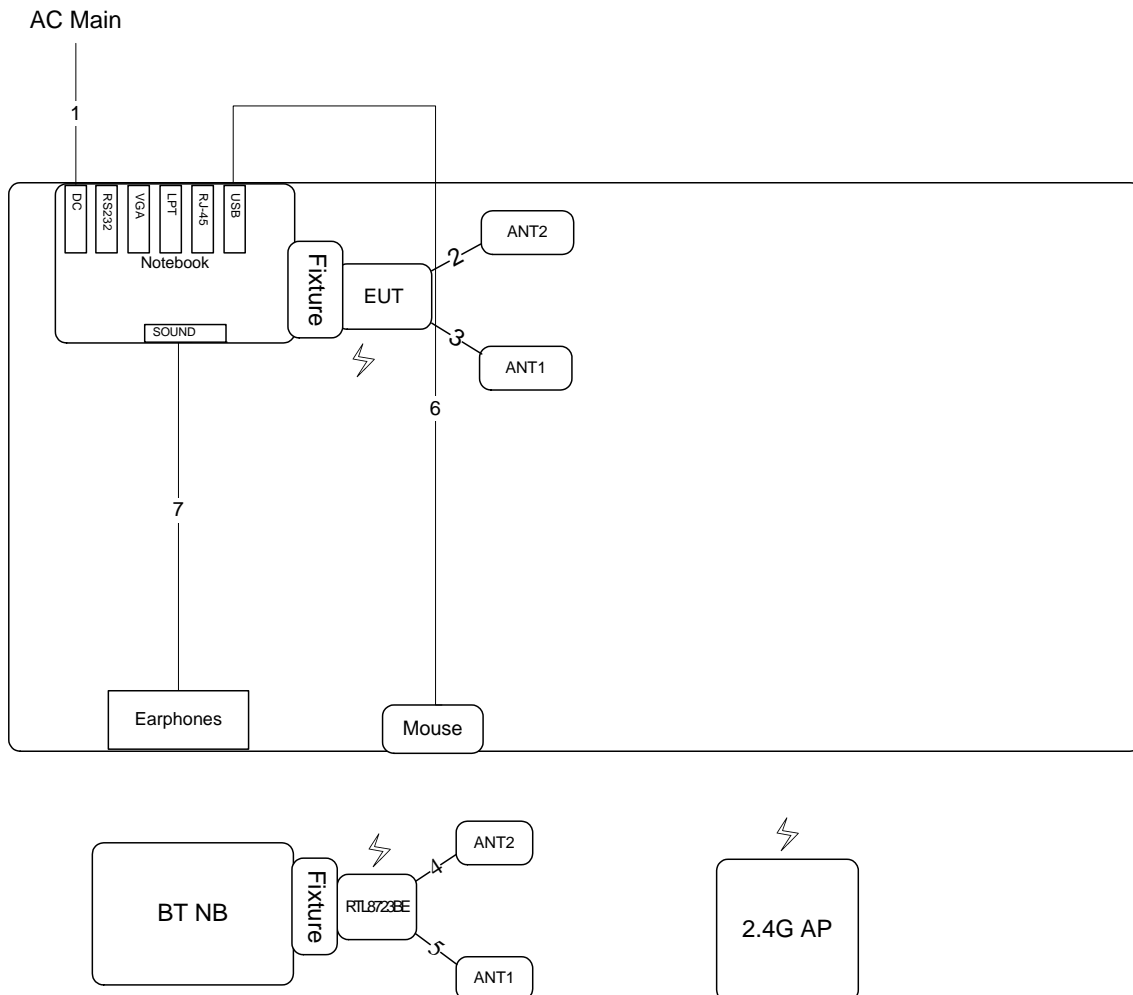 AC Main
1
DC
RS232
VGA
LPT
RJ-45
USB
Notebook
SOUND
Fixture
EUT
2
ANT2
3
ANT1
6
7
Earphones
Mouse
BT NB
Fixture
RTL8723BE
4
ANT2
5
ANT1
2.4G AP